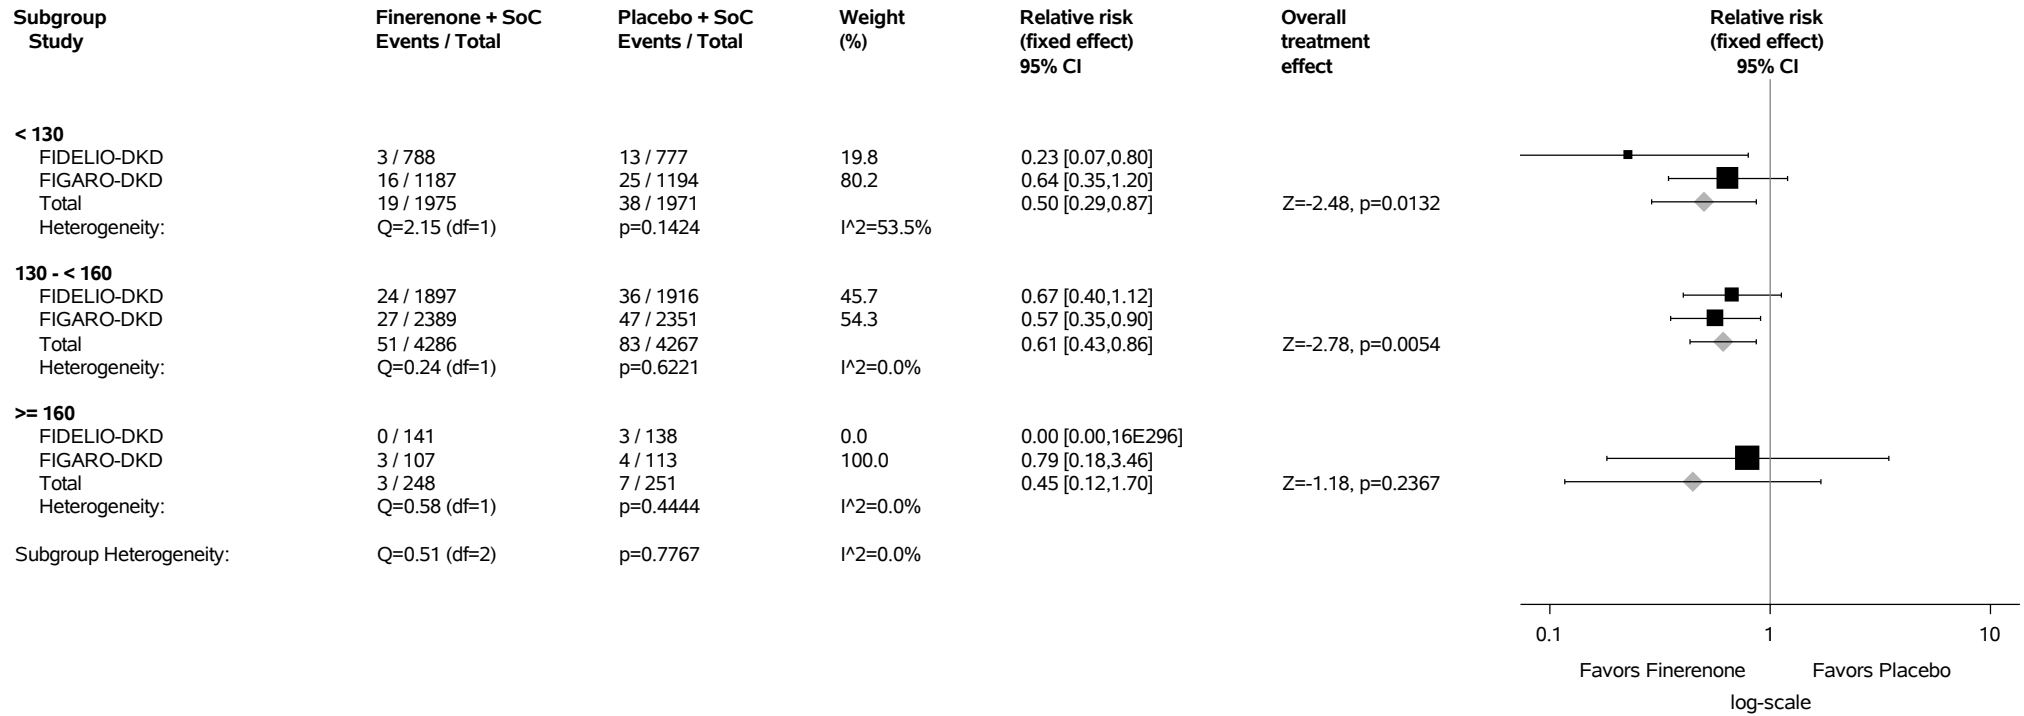 Subgroup Finerenone + SoC Placebo + SoC Weight Relative risk Overall Relative risk
Study Events / Total Events / Total (%) (fixed effect) treatment (fixed effect)
95% CI effect 95% CI
< 130
FIDELIO-DKD 3 / 788 13 / 777 19.8 0.23 [0.07,0.80]
FIGARO-DKD 16 / 1187 25 / 1194 80.2 0.64 [0.35,1.20]
Total 19 / 1975 38 / 1971 0.50 [0.29,0.87] Z=-2.48, p=0.0132
Heterogeneity: Q=2.15 (df=1) p=0.1424 I^2=53.5%
130 - < 160
FIDELIO-DKD 24 / 1897 36 / 1916 45.7 0.67 [0.40,1.12]
FIGARO-DKD 27 / 2389 47 / 2351 54.3 0.57 [0.35,0.90]
Total 51 / 4286 83 / 4267 0.61 [0.43,0.86] Z=-2.78, p=0.0054
Heterogeneity: Q=0.24 (df=1) p=0.6221 I^2=0.0%
>= 160
FIDELIO-DKD 0 / 141 3 / 138 0.0 0.00 [0.00,16E296]
FIGARO-DKD 3 / 107 4 / 113 100.0 0.79 [0.18,3.46]
Total 3 / 248 7 / 251 0.45 [0.12,1.70] Z=-1.18, p=0.2367
Heterogeneity: Q=0.58 (df=1) p=0.4444 I^2=0.0%
Subgroup Heterogeneity: Q=0.51 (df=2) p=0.7767 I^2=0.0%
0.1 1 10
Favors Finerenone Favors Placebo
log-scale